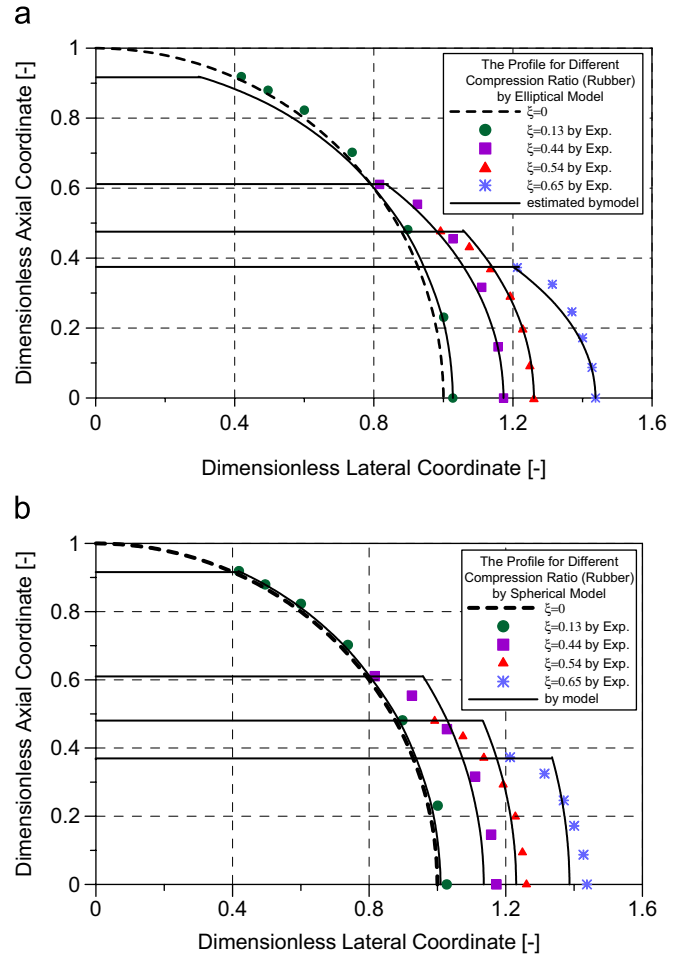 a
1
0.8
0.6
0.4
0.2
0
Dimensionless Axial Coordinate [-]
The Profile for Different
Compression Ratio (Rubber)
by Elliptical Model
ξ=0
ξ=0.13 by Exp.
ξ=0.44 by Exp.
ξ=0.54 by Exp.
ξ=0.65 by Exp.
estimated bymodel
0 0.4 0.8 1.2 1.6
Dimensionless Lateral Coordinate [-]
b
1
0.8
0.6
0.4
0.2
0
Dimensionless Axial Coordinate [-]
The Profile for Different
Compression Ratio (Rubber)
by Spherical Model
ξ=0
ξ=0.13 by Exp.
ξ=0.44 by Exp.
ξ=0.54 by Exp.
ξ=0.65 by Exp.
by model
0 0.4 0.8 1.2 1.6
Dimensionless Lateral Coordinate [-]